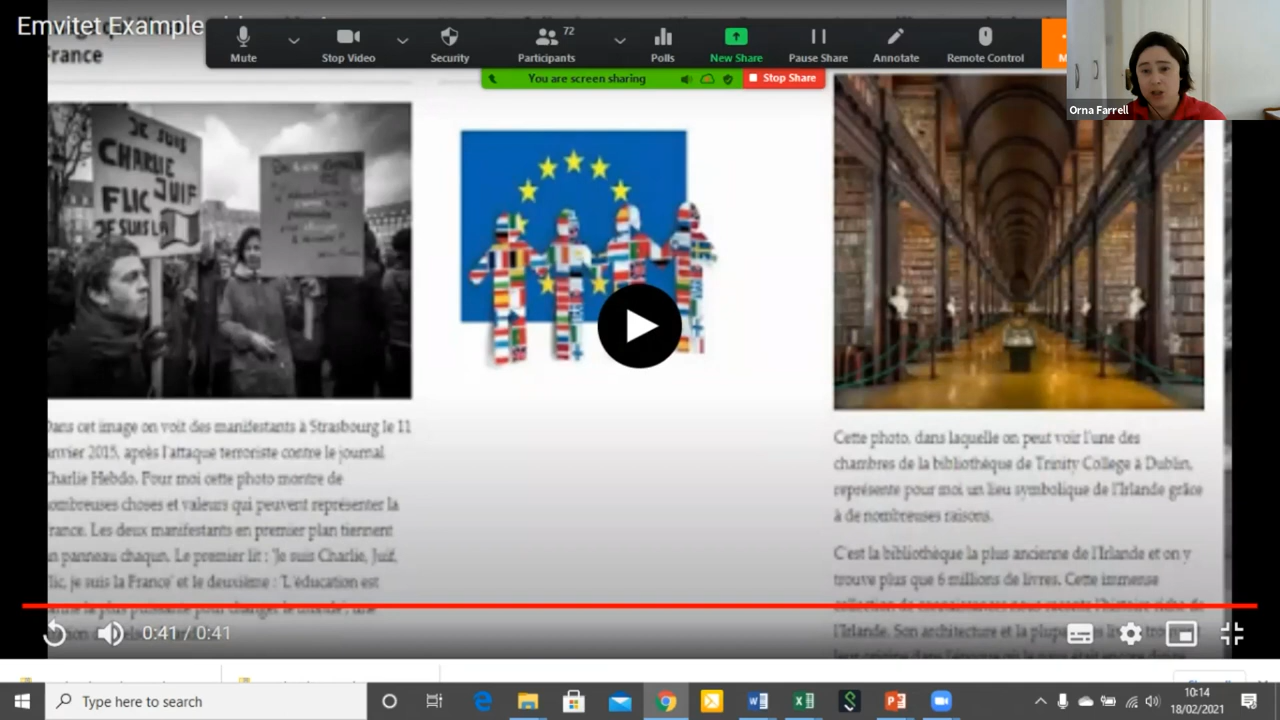 Emvitet Example
France
Mute
Stop Video
Security
Participants
72
Polls
New Share
Pause Share
Annotate
Remote Control
You are screen sharing
Stop Share
Orna Farrell
JE SUIS
CHARLIE
FLIC JUIF
JE SUIS LA
Dans cet image on voit des manifestants à Strasbourg le 11
janvier 2015, après l'attaque terroriste contre le journal
Charlie Hebdo. Pour moi cette photo montre de
nombreuses choses et valeurs qui peuvent représenter la
France. Les deux manifestants en premier plan tiennent
un panneau chaqun. Le premier lit : 'Je suis Charlie, Juif,
Flic, je suis la France' et le deuxième : 'L'éducation est
Cette photo, dans laquelle on peut voir l'une des
chambres de la bibliothèque de Trinity College à Dublin,
représente pour moi un lieu symbolique de l'Irlande grâce
à de nombreuses raisons.
C'est la bibliothèque la plus ancienne de l'Irlande et on y
trouve plus que 6 millions de livres. Cette immense
l'Irlande. Son architecture et la
0:41 / 0:41
Type here to search
10:14
18/02/2021